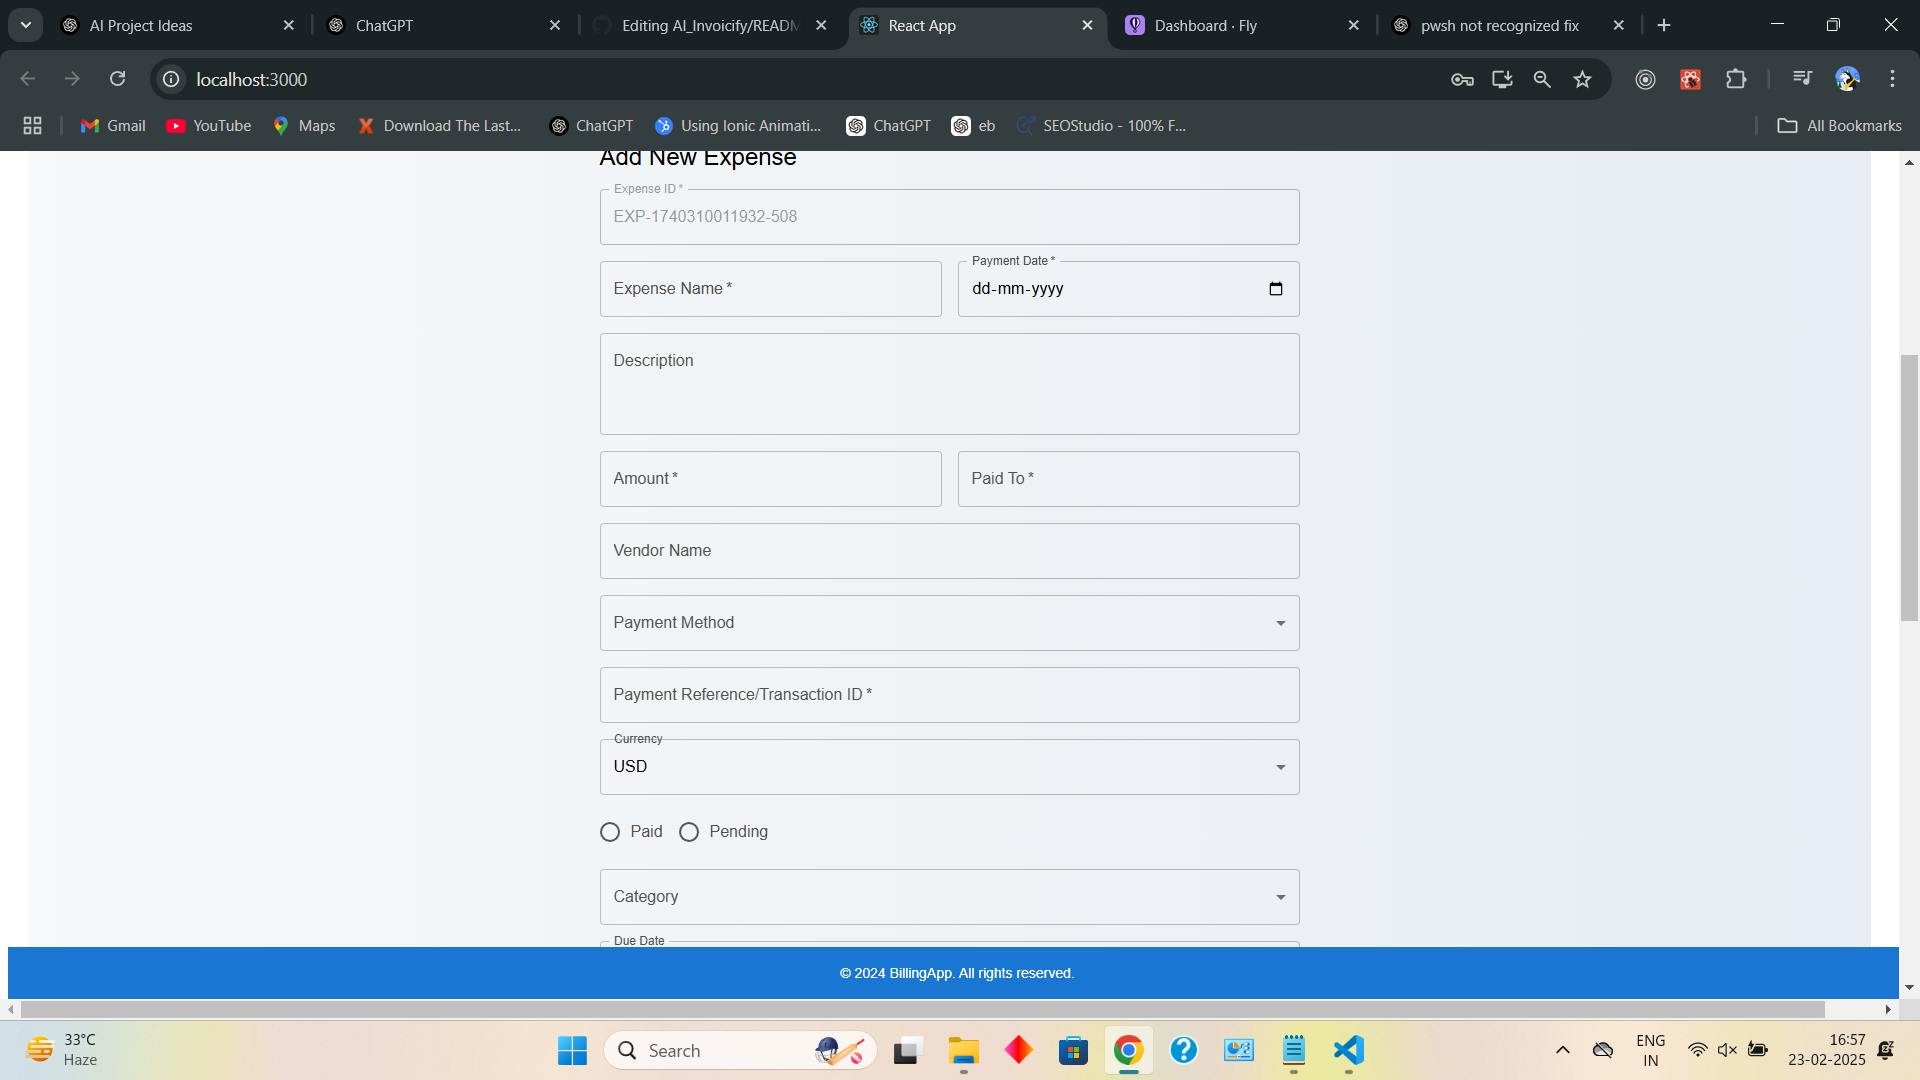 AI Project Ideas
ChatGPT
Editing AI_Invoicify/READM
React App
Dashboard · Fly
pwsh not recognized fix
localhost:3000
Gmail
YouTube
Maps
Download The Last...
ChatGPT
Using Ionic Animati...
ChatGPT
eb
SEOStudio - 100% F...
All Bookmarks
Add New Expense
Expense ID *
EXP-1740310011932-508
Expense Name *
Payment Date *
dd-mm-yyyy
Description
Amount *
Paid To *
Vendor Name
Payment Method
Payment Reference/Transaction ID *
Currency
USD
Paid
Pending
Category
Due Date
© 2024 BillingApp. All rights reserved.
33°C
Haze
Search
ENG
IN
16:57
23-02-2025